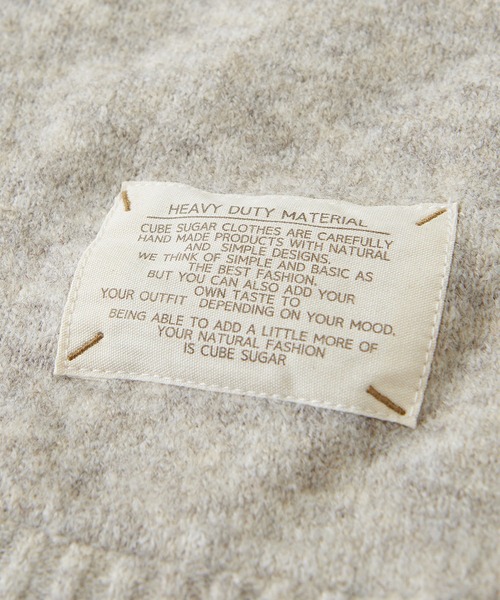 HEAVY DUTY MATERIAL
CUBE SUGAR CLOTHES ARE CAREFULLY
HAND MADE PRODUCTS WITH NATURAL
AND SIMPLE DESIGNS.
WE THINK OF SIMPLE AND BASIC AS
THE BEST FASHION.
BUT YOU CAN ALSO ADD YOUR
OWN TASTE TO
YOUR OUTFIT DEPENDING ON YOUR MOOD.
BEING ABLE TO ADD A LITTLE MORE OF
YOUR NATURAL FASHION
IS CUBE SUGAR